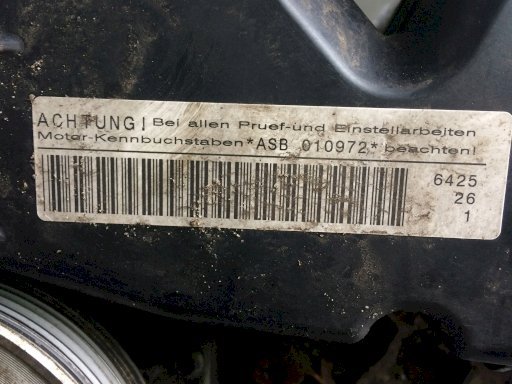 ACHTUNG! Bei allen Pruef-und Einstellarbeiten
Motor-Kennbuchstaben *ASB 010972* beachten!
6425
26
1